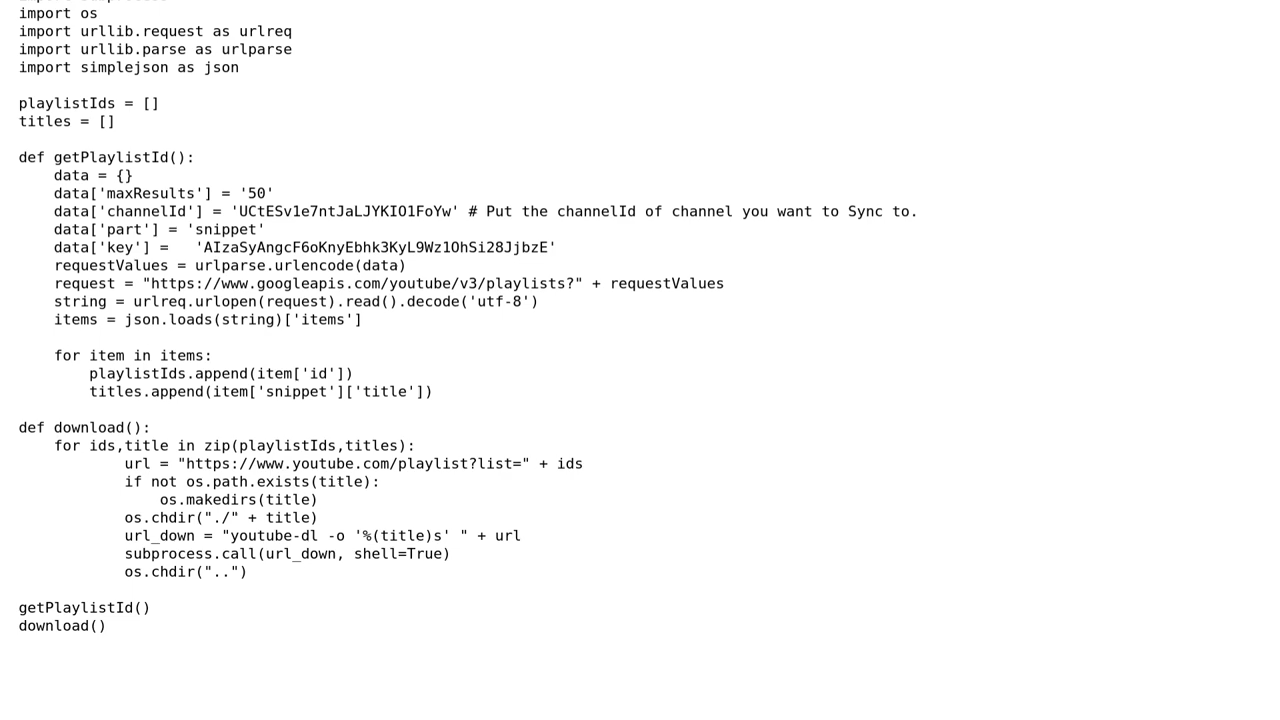 import os
import urllib.request as urlreq
import urllib.parse as urlparse
import simplejson as json

playlistIds = []
titles = []

def getPlaylistId():
    data = {}
    data['maxResults'] = '50'
    data['channelId'] = 'UCtESv1e7ntJaLJYKIO1FoYw' # Put the channelId of channel you want to Sync to.
    data['part'] = 'snippet'
    data['key'] =   'AIzaSyAngcF6oKnyEbhk3KyL9Wz1OhSi28JjbzE'
    requestValues = urlparse.urlencode(data)
    request = "https://www.googleapis.com/youtube/v3/playlists?" + requestValues
    string = urlreq.urlopen(request).read().decode('utf-8')
    items = json.loads(string)['items']

    for item in items:
        playlistIds.append(item['id'])
        titles.append(item['snippet']['title'])

def download():
    for ids,title in zip(playlistIds,titles):
            url = "https://www.youtube.com/playlist?list=" + ids
            if not os.path.exists(title):
                os.makedirs(title)
            os.chdir("./" + title)
            url_down = "youtube-dl -o '%(title)s' " + url
            subprocess.call(url_down, shell=True)
            os.chdir("..")

getPlaylistId()
download()